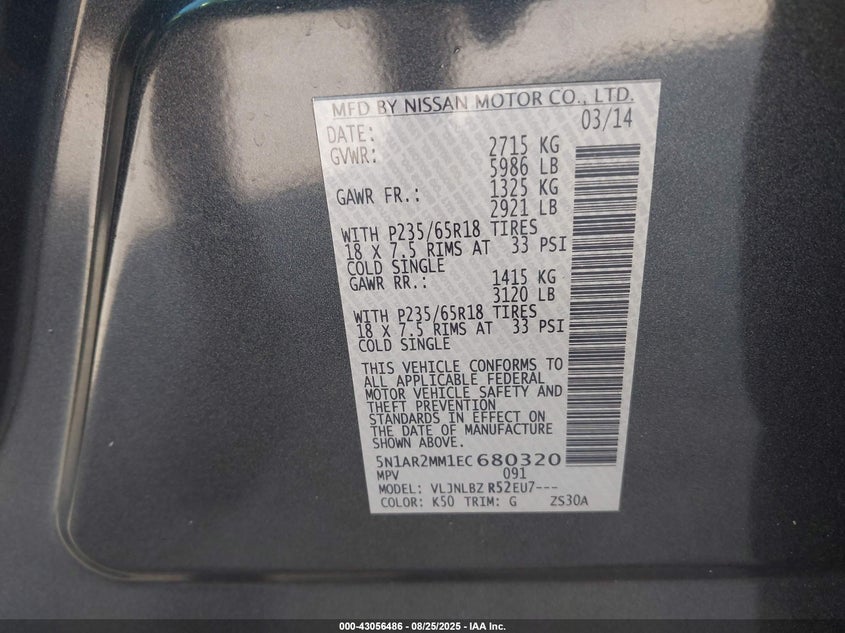 MFD BY NISSAN MOTOR CO., LTD.
DATE: 03/14
GVWR: 2715 KG
5986 LB
GAWR FR.: 1325 KG
2921 LB
WITH P235/65R18 TIRES
18 X 7.5 RIMS AT 33 PSI
COLD SINGLE
GAWR RR.: 1415 KG
3120 LB
WITH P235/65R18 TIRES
18 X 7.5 RIMS AT 33 PSI
COLD SINGLE
THIS VEHICLE CONFORMS TO
ALL APPLICABLE FEDERAL
MOTOR VEHICLE SAFETY AND
THEFT PREVENTION
STANDARDS IN EFFECT ON
THE DATE OF MANUFACTURE
SHOWN ABOVE.
5N1AR2MM1EC680320
MPV 091
MODEL: VLJNLBZ R52EU7---
COLOR: K50 TRIM: G ZS30A
000-43056486 - 08/25/2025 - IAA Inc.